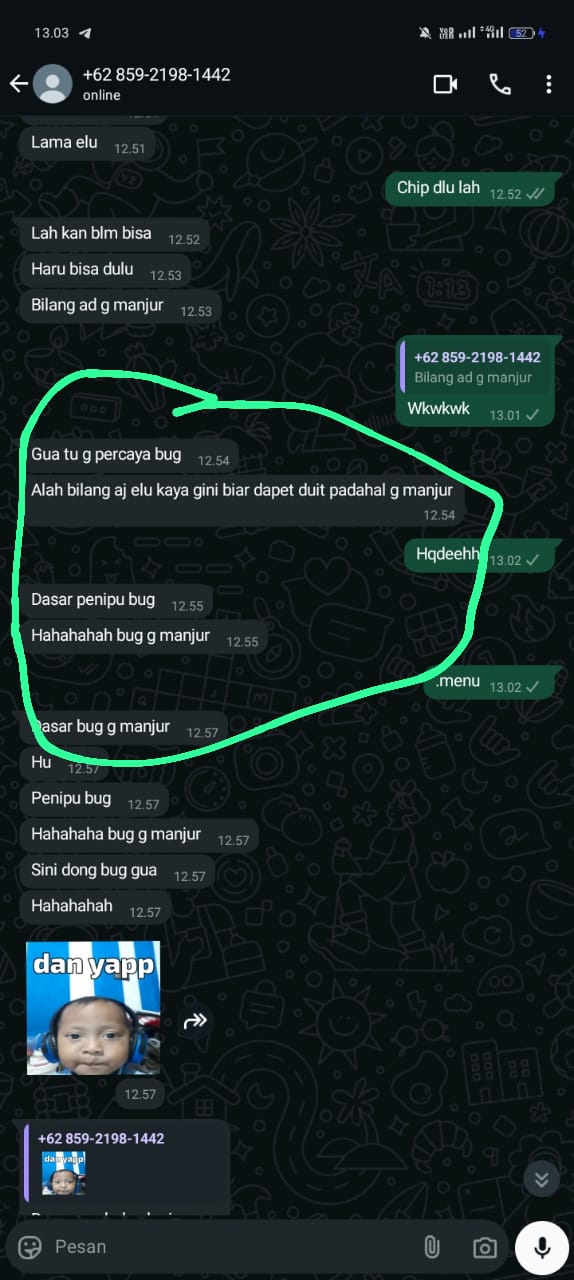 13.03
VoD LTE 4G 52
+62 859-2198-1442
online
Lama elu 12.51
Chip dlu lah 12.52
Lah kan blm bisa 12.52
Haru bisa dulu 12.53
Bilang ad g manjur 12.53
+62 859-2198-1442
Bilang ad g manjur
Wkwkwk 13.01
Gua tu g percaya bug 12.54
Alah bilang aj elu kaya gini biar dapet duit padahal g manjur
12.54
Hqdeehh 13.02
Dasar penipu bug 12.55
Hahahahah bug g manjur 12.55
.menu 13.02
Dasar bug g manjur 12.57
Hu 12.57
Penipu bug 12.57
Hahahaha bug g manjur 12.57
Sini dong bug gua 12.57
Hahahahah 12.57
dan yapp
12.57
+62 859-2198-1442
dan yapp
Pesan